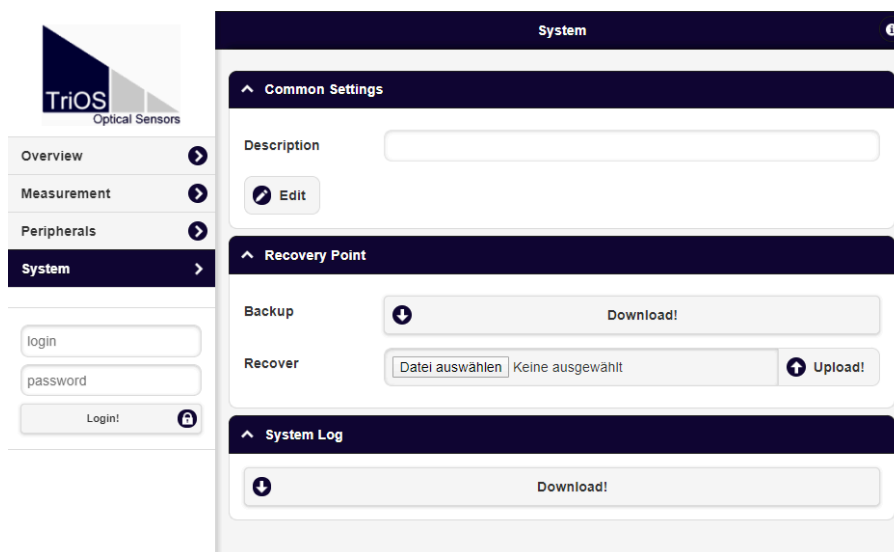 TriOS
Optical Sensors
Overview
Measurement
Peripherals
System
login
password
Login!
System
Common Settings
Description
Edit
Recovery Point
Backup
Download!
Recover
Datei auswählen Keine ausgewählt
Upload!
System Log
Download!